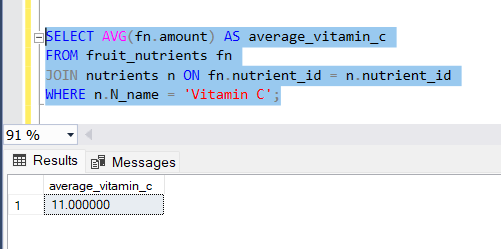 SELECT AVG(fn.amount) AS average_vitamin_c
FROM fruit_nutrients fn
JOIN nutrients n ON fn.nutrient_id = n.nutrient_id
WHERE n.N_name = 'Vitamin C';
91 %
Results Messages
average_vitamin_c
1 11.000000